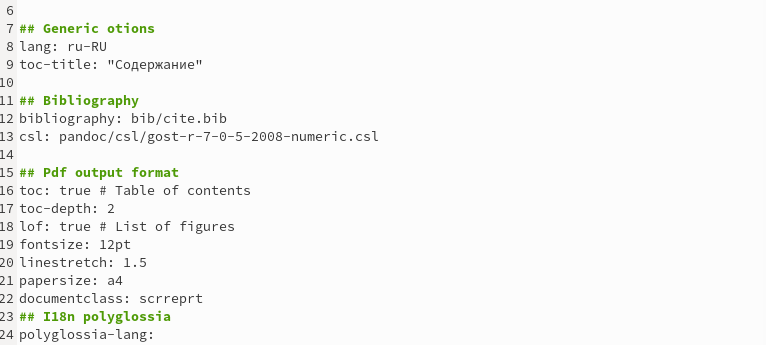 6
7 ## Generic otions
8 lang: ru-RU
9 toc-title: "Содержание"
10
11 ## Bibliography
12 bibliography: bib/cite.bib
13 csl: pandoc/csl/gost-r-7-0-5-2008-numeric.csl
14
15 ## Pdf output format
16 toc: true # Table of contents
17 toc-depth: 2
18 lof: true # List of figures
19 fontsize: 12pt
20 linestretch: 1.5
21 papersize: a4
22 documentclass: scrreprt
23 ## I18n polyglossia
24 polyglossia-lang: